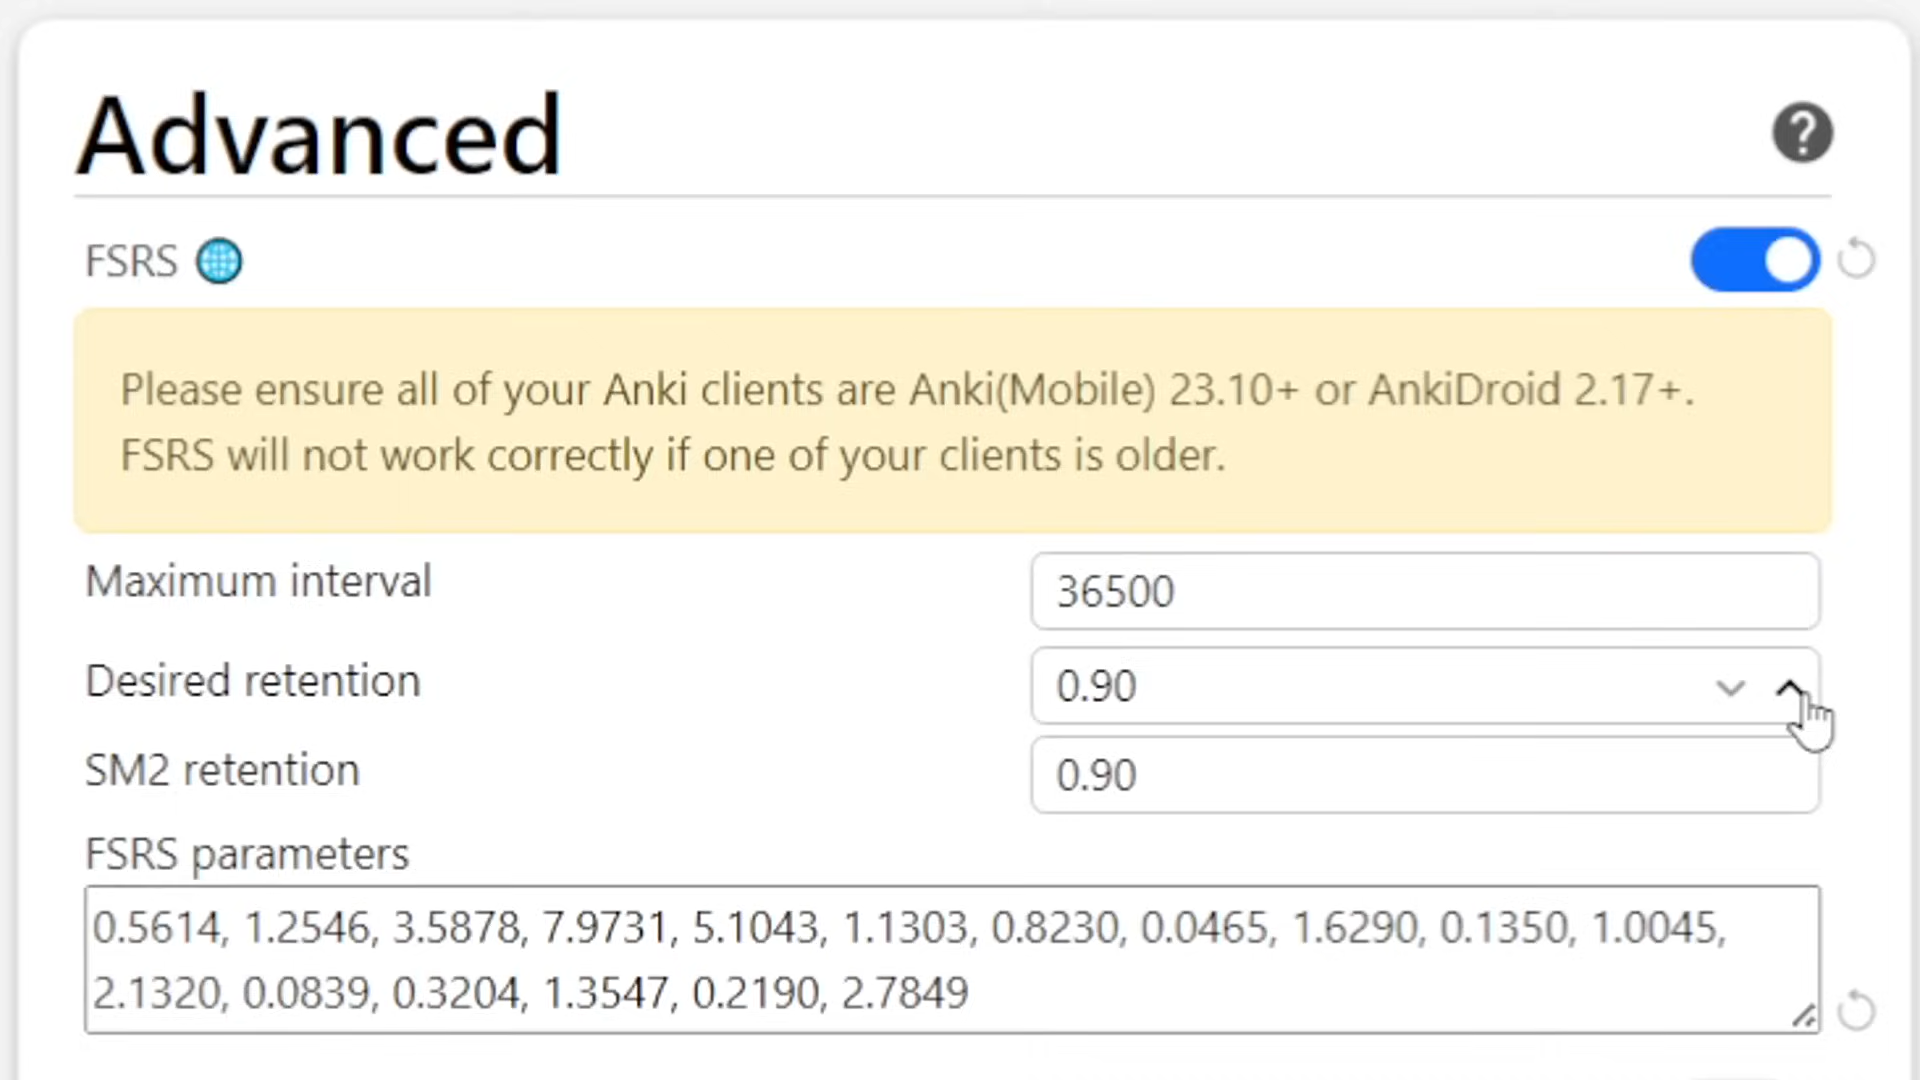 Advanced
FSRS
Please ensure all of your Anki clients are Anki(Mobile) 23.10+ or AnkiDroid 2.17+.
FSRS will not work correctly if one of your clients is older.
Maximum interval
36500
Desired retention
0.90
SM2 retention
0.90
FSRS parameters
0.5614, 1.2546, 3.5878, 7.9731, 5.1043, 1.1303, 0.8230, 0.0465, 1.6290, 0.1350, 1.0045,
2.1320, 0.0839, 0.3204, 1.3547, 0.2190, 2.7849